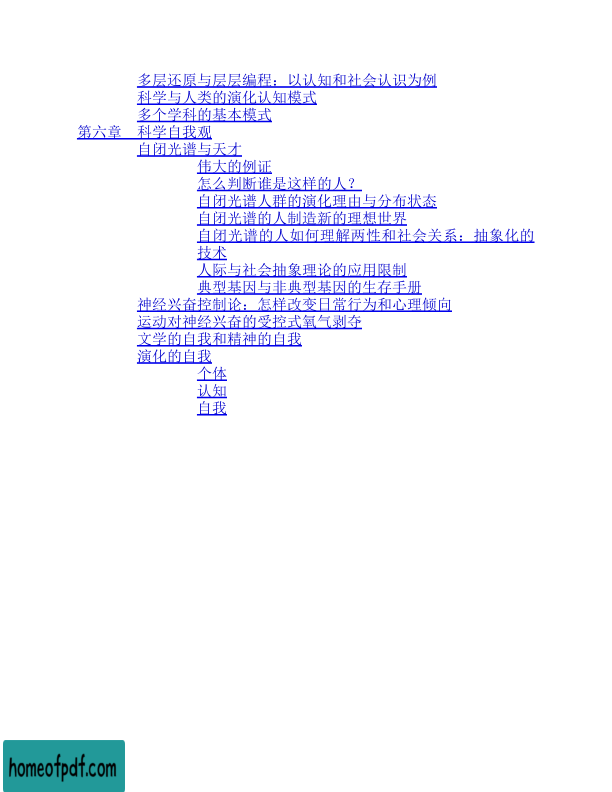 多层还原与层层编程：以认知和社会认识为例
科学与人类的演化认知模式
多个学科的基本模式
第六章 科学自我观
自闭光谱与天才
伟大的例证
怎么判断谁是这样的人？
自闭光谱人群的演化理由与分布状态
自闭光谱的人制造新的理想世界
自闭光谱的人如何理解两性和社会关系：抽象化的
技术
人际与社会抽象理论的应用限制
典型基因与非典型基因的生存手册
神经兴奋控制论：怎样改变日常行为和心理倾向
运动对神经兴奋的受控式氧气剥夺
文学的自我和精神的自我
演化的自我
个体
认知
自我
homeofpdf.com